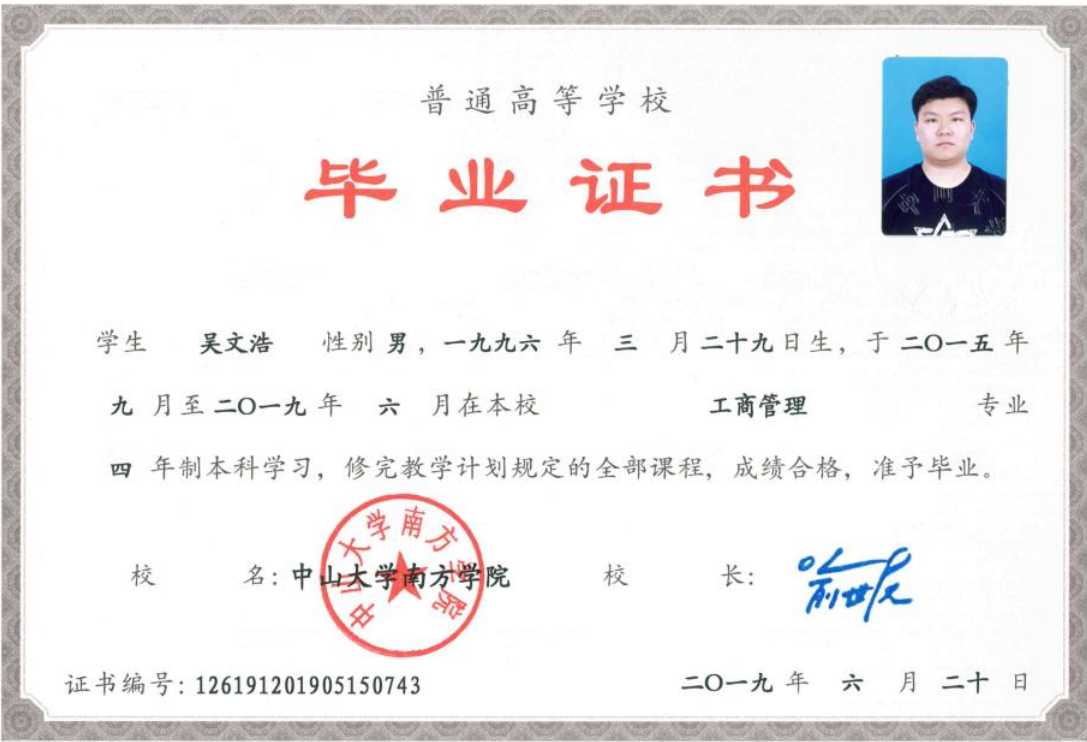 普通高等学校
毕业证书
学生 吴文浩 性别 男，一九九六 年 三 月 二十九 日生，于 二〇一五 年
九 月至 二〇一九 年 六 月在本校 工商管理 专业
四 年制本科学习，修完教学计划规定的全部课程，成绩合格，准予毕业。
校 名：中山大学南方学院 校 长：
中山大学南方学院
证书编号：126191201905150743 二〇一九 年 六 月 二十 日